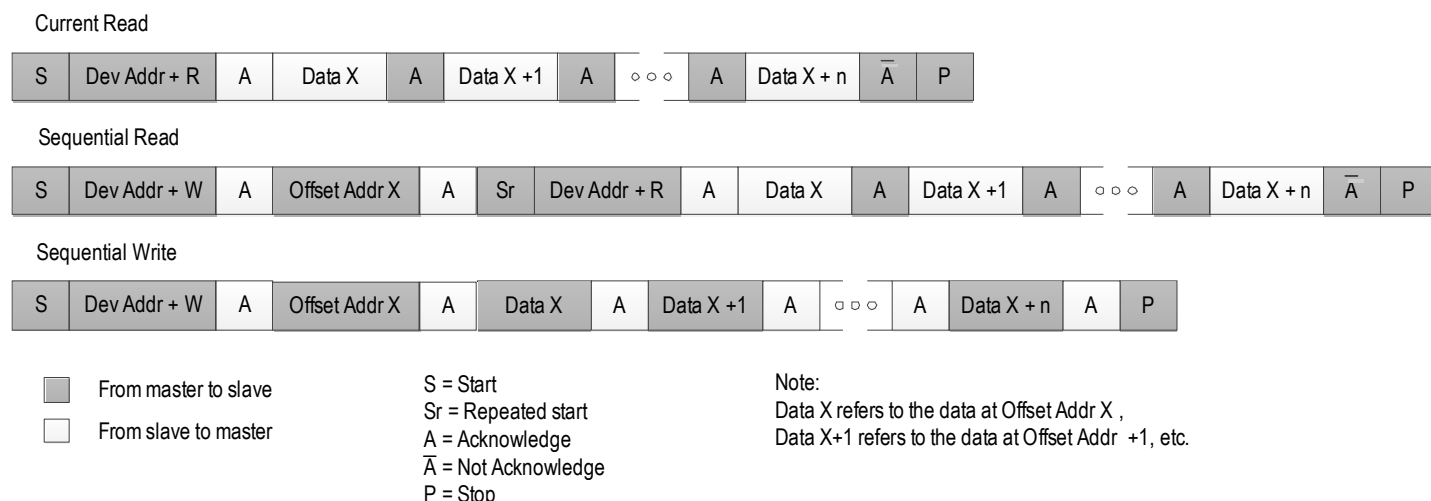 Current Read
S Dev Addr + R A Data X A Data X +1 A A Data X + n A̅ P
Sequential Read
S Dev Addr + W A Offset Addr X A Sr Dev Addr + R A Data X A Data X +1 A A Data X + n A̅ P
Sequential Write
S Dev Addr + W A Offset Addr X A Data X A Data X +1 A A Data X + n A P
From master to slave
From slave to master
S = Start
Sr = Repeated start
A = Acknowledge
A̅ = Not Acknowledge
P = Stop
Note:
Data X refers to the data at Offset Addr X ,
Data X+1 refers to the data at Offset Addr +1, etc.